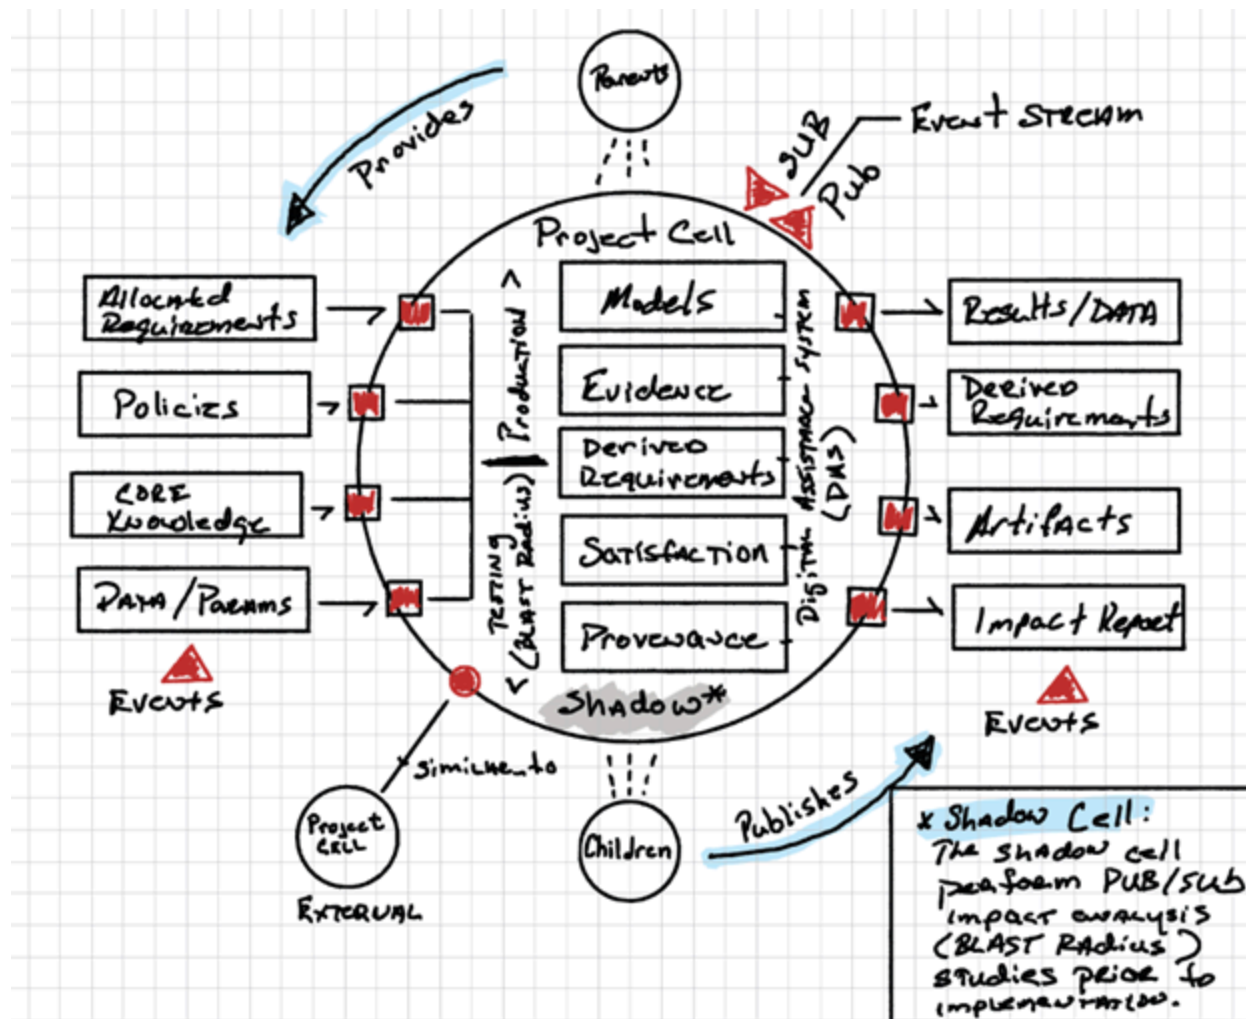 Parents
Provides
SUB
Pub
Event STREAM
Project Cell
Allocated
Requirements
Policies
CORE
Knowledge
DATA/Params
Events
Production >
TESTING
< (BLAST Radius)
Models
Evidence
Derived
Requirements
Satisfaction
Provenance
Digital Assistance System
(DAS)
Shadow*
Results/DATA
Derived
Requirements
Artifacts
Impact Report
Events
Project
Cell
EXTERNAL
Children
Publishes
* Shadow Cell:
The shadow cell
perform PUB/SUB
impact analysis
(BLAST Radius)
studies prior to
implementation.